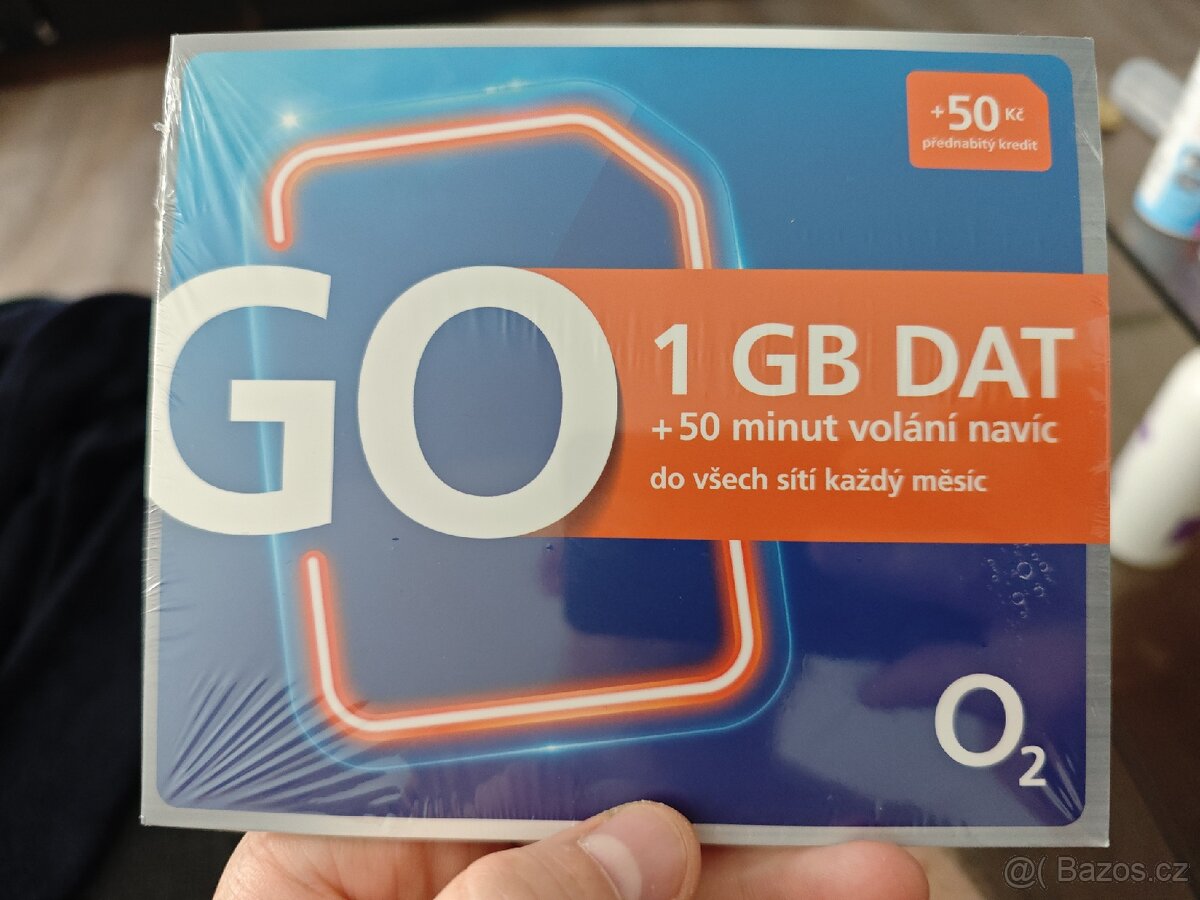 +50 Kč
přednabitý kredit
GO
1 GB DAT
+50 minut volání navíc
do všech sítí každý měsíc
O2
@( Bazos.cz